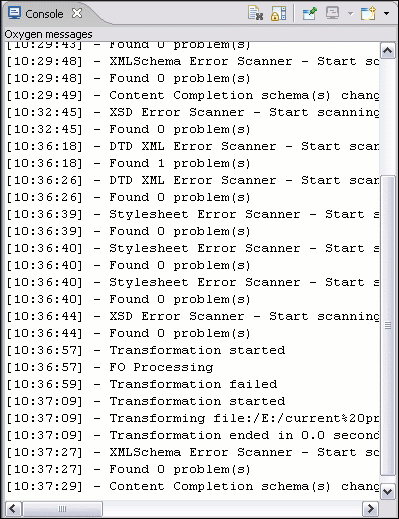 Console
Oxygen messages
[10:29:43] - Found 0 problem(s)
[10:29:48] - XMLSchema Error Scanner - Start sc
[10:29:48] - Found 0 problem(s)
[10:29:49] - Content Completion schema(s) chang
[10:32:45] - XSD Error Scanner - Start scanning
[10:32:45] - Found 0 problem(s)
[10:36:18] - DTD XML Error Scanner - Start scan
[10:36:18] - Found 1 problem(s)
[10:36:26] - DTD XML Error Scanner - Start scan
[10:36:26] - Found 0 problem(s)
[10:36:39] - Stylesheet Error Scanner - Start s
[10:36:39] - Found 0 problem(s)
[10:36:40] - Stylesheet Error Scanner - Start s
[10:36:40] - Found 0 problem(s)
[10:36:40] - Stylesheet Error Scanner - Start s
[10:36:40] - Found 0 problem(s)
[10:36:44] - XSD Error Scanner - Start scanning
[10:36:44] - Found 0 problem(s)
[10:36:57] - Transformation started
[10:36:57] - FO Processing
[10:36:59] - Transformation failed
[10:37:09] - Transformation started
[10:37:09] - Transforming file:/E:/current%20pr
[10:37:09] - Transformation ended in 0.0 second
[10:37:27] - XMLSchema Error Scanner - Start sc
[10:37:27] - Found 0 problem(s)
[10:37:29] - Content Completion schema(s) chang